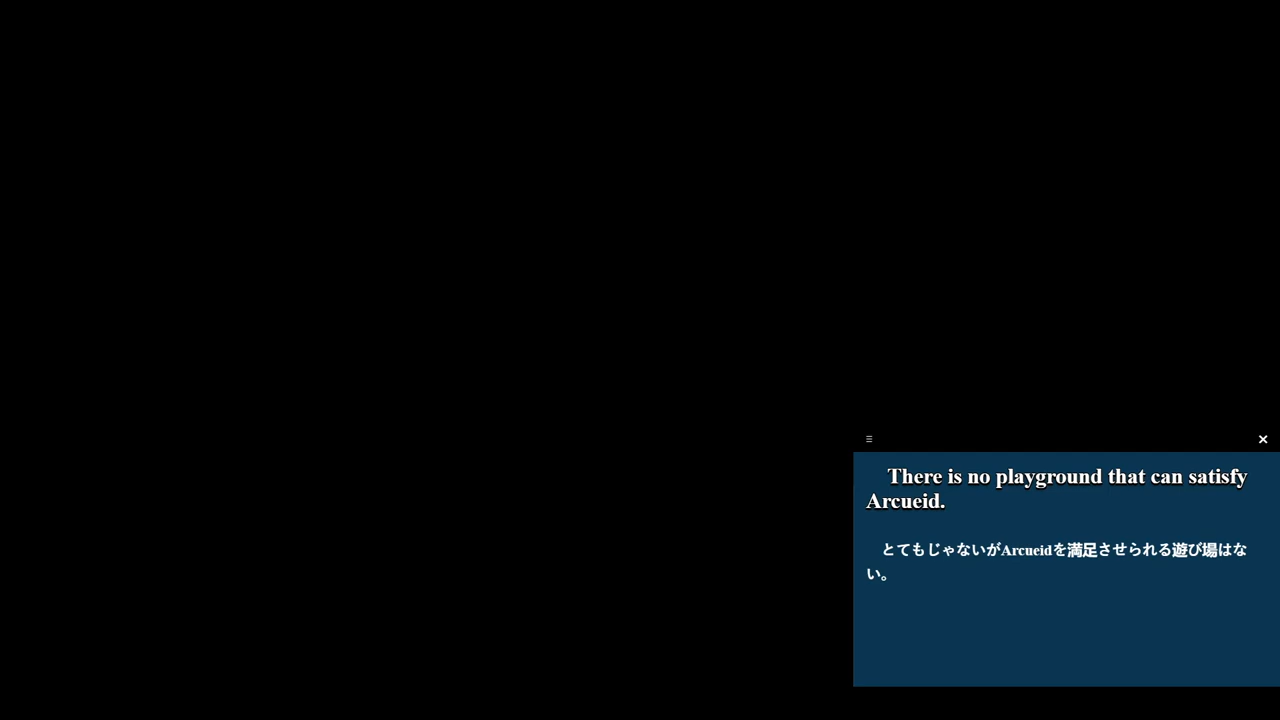 There is no playground that can satisfy
Arcueid.
とてもじゃないがArcueidを満足させられる遊び場はな
い。